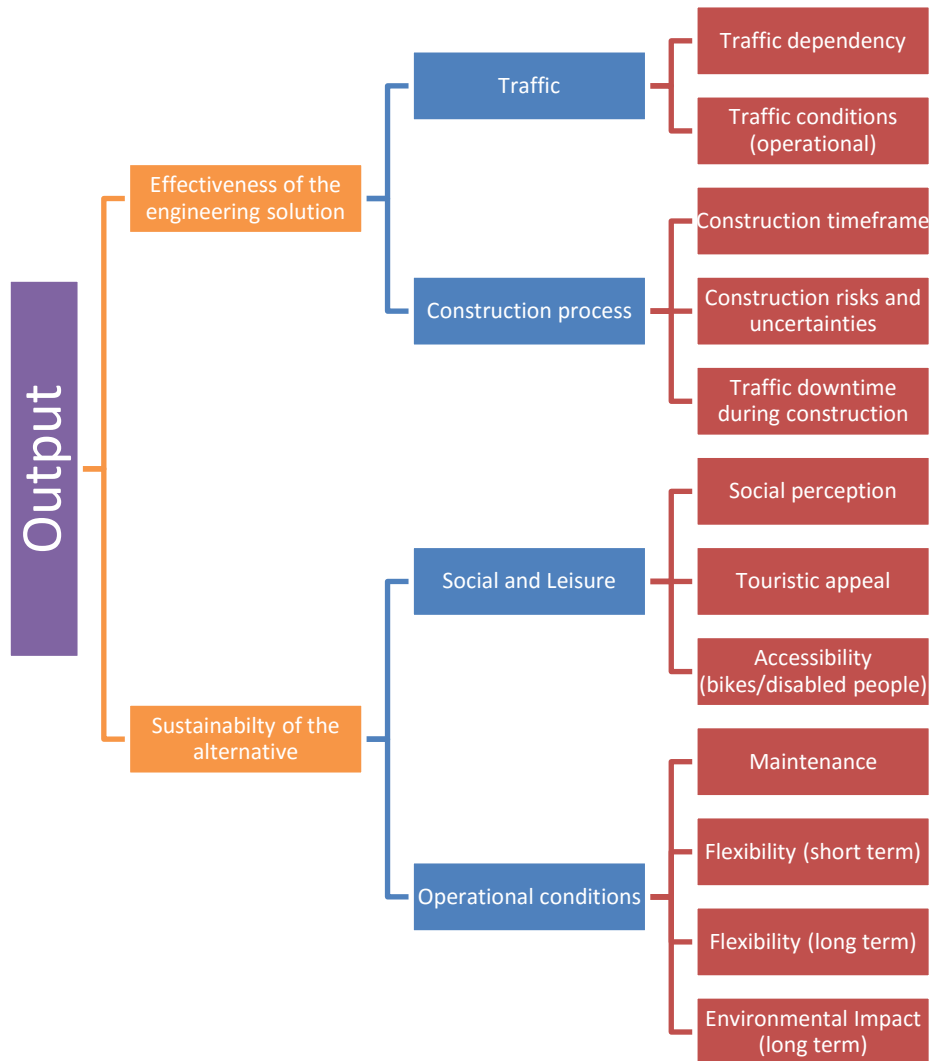 Output
Effectiveness of the
engineering solution
Sustainabilty of the
alternative
Traffic
Construction process
Social and Leisure
Operational conditions
Traffic dependency
Traffic conditions
(operational)
Construction timeframe
Construction risks and
uncertainties
Traffic downtime
during construction
Social perception
Touristic appeal
Accessibility
(bikes/disabled people)
Maintenance
Flexibility (short term)
Flexibility (long term)
Environmental Impact
(long term)